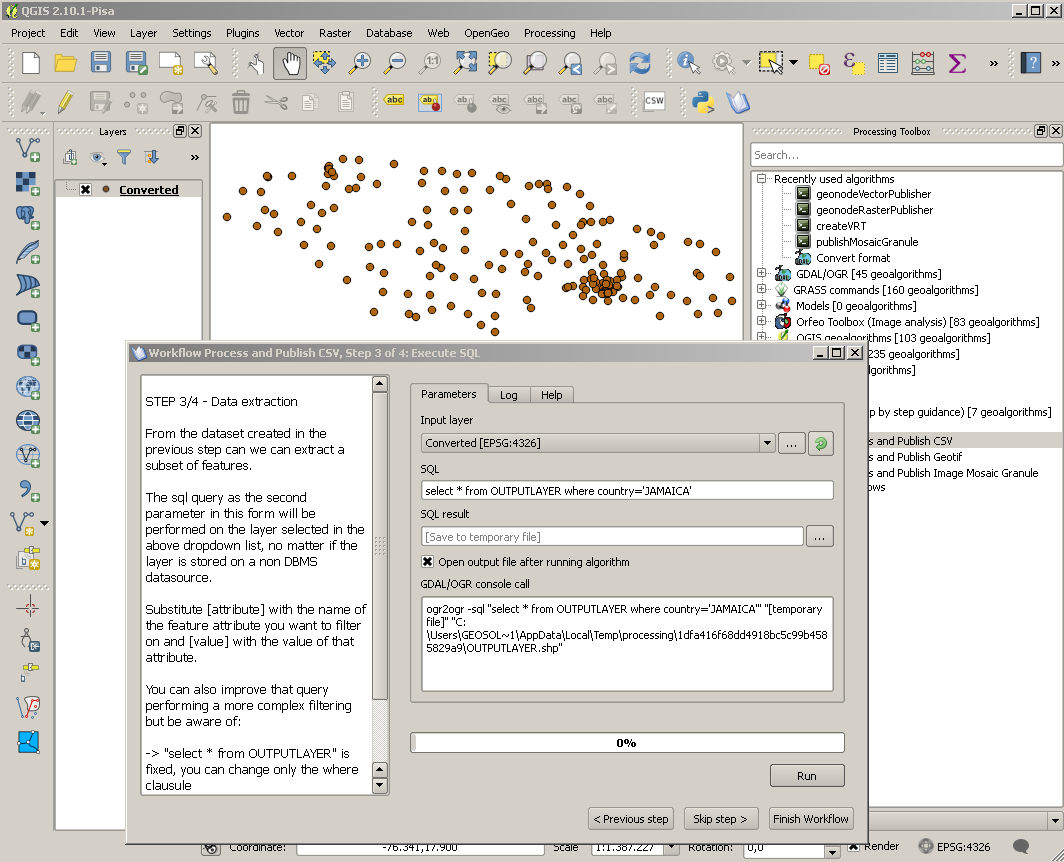 QGIS 2.10.1-Pisa
Project Edit View Layer Settings Plugins Vector Raster Database Web OpenGeo Processing Help
abc ab abc abc abc abc abc CSW
Layers
Converted
Processing Toolbox
Search...
Recently used algorithms
geonodeVectorPublisher
geonodeRasterPublisher
createVRT
publishMosaicGranule
Convert format
GDAL/OGR [45 geoalgorithms]
GRASS commands [160 geoalgorithms]
Models [0 geoalgorithms]
Orfeo Toolbox (Image analysis) [83 geoalgorithms]
QGIS geoalgorithms [103 geoalgorithms]
235 geoalgorithms]
lgorithms]
p by step guidance) [7 geoalgorithms]
s and Publish CSV
s and Publish Geotif
s and Publish Image Mosaic Granule
ows
Workflow Process and Publish CSV, Step 3 of 4: Execute SQL
STEP 3/4 - Data extraction
From the dataset created in the
previous step can we can extract a
subset of features.
The sql query as the second
parameter in this form will be
performed on the layer selected in the
above dropdown list, no matter if the
layer is stored on a non DBMS
datasource.
Substitute [attribute] with the name of
the feature attribute you want to filter
on and [value] with the value of that
attribute.
You can also improve that query
performing a more complex filtering
but be aware of:
-> "select * from OUTPUTLAYER" is
fixed, you can change only the where
clausule
Parameters Log Help
Input layer
Converted [EPSG:4326]
...
SQL
select * from OUTPUTLAYER where country='JAMAICA'
SQL result
[Save to temporary file]
...
Open output file after running algorithm
GDAL/OGR console call
ogr2ogr -sql "select * from OUTPUTLAYER where country='JAMAICA'" "[temporary
file]" "C:
\Users\GEOSOL~1\AppData\Local\Temp\processing\1dfa416f68dd4918bc5c99b458
5829a9\OUTPUTLAYER.shp"
0%
Run
< Previous step Skip step > Finish Workflow
Coordinate: -76.341,17.900 Scale 1:1.387.227 Rotation: 0,0 Render EPSG:4326